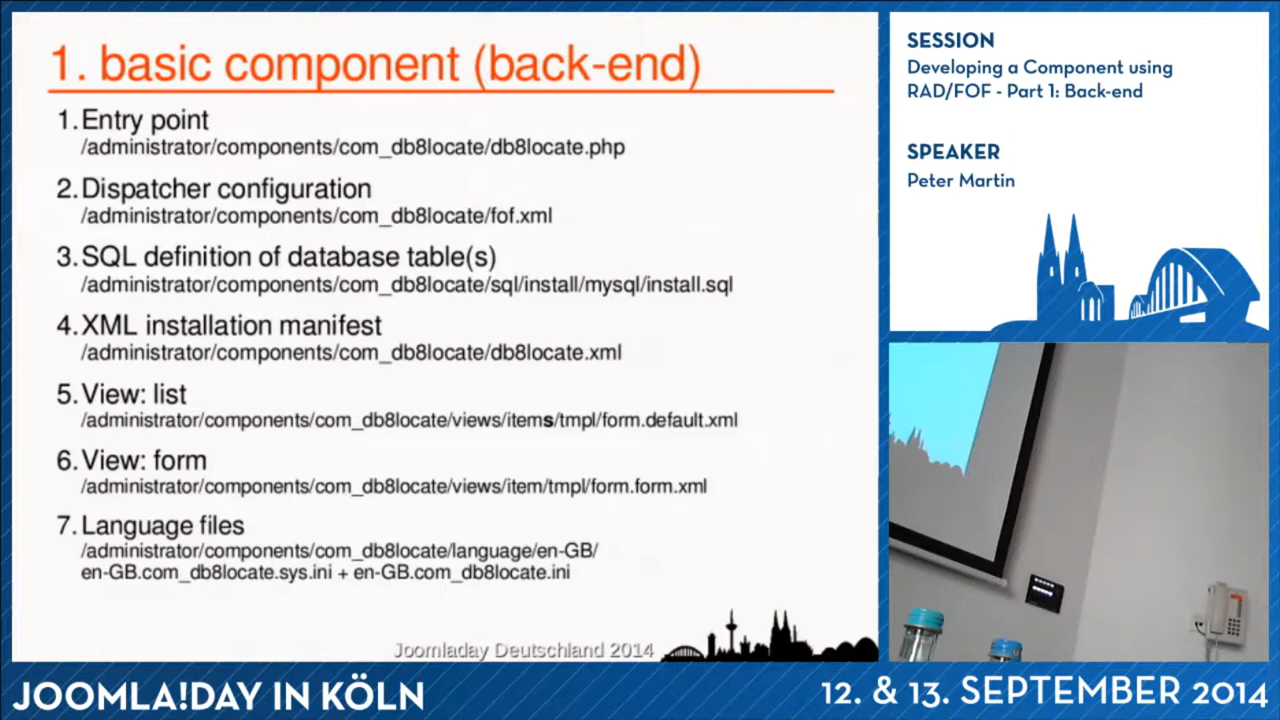 1. basic component (back-end)
1. Entry point
/administrator/components/com_db8locate/db8locate.php
2. Dispatcher configuration
/administrator/components/com_db8locate/fof.xml
3. SQL definition of database table(s)
/administrator/components/com_db8locate/sql/install/mysql/install.sql
4. XML installation manifest
/administrator/components/com_db8locate/db8locate.xml
5. View: list
/administrator/components/com_db8locate/views/items/tmpl/form.default.xml
6. View: form
/administrator/components/com_db8locate/views/item/tmpl/form.form.xml
7. Language files
/administrator/components/com_db8locate/language/en-GB/
en-GB.com_db8locate.sys.ini + en-GB.com_db8locate.ini
Joomladay Deutschland 2014
SESSION
Developing a Component using
RAD/FOF - Part 1: Back-end
SPEAKER
Peter Martin
JOOMLA!DAY IN KÖLN
12. & 13. SEPTEMBER 2014